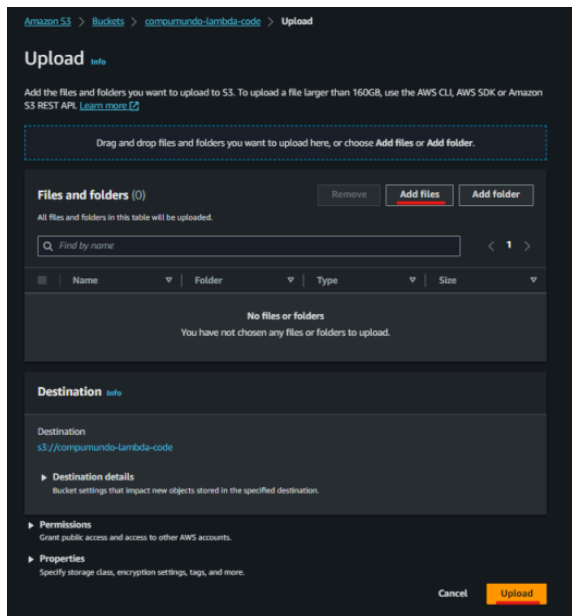 Amazon S3 > Buckets > compumundo-lambda-code > Upload
Upload Info
Add the files and folders you want to upload to S3. To upload a file larger than 160GB, use the AWS CLI, AWS SDK or Amazon
S3 REST API. Learn more
Drag and drop files and folders you want to upload here, or choose Add files or Add folder.
Files and folders (0)
Remove
Add files
Add folder
All files and folders in this table will be uploaded.
Find by name
< 1 >
Name Folder Type Size
No files or folders
You have not chosen any files or folders to upload.
Destination Info
Destination
s3://compumundo-lambda-code
Destination details
Bucket settings that impact new objects stored in the specified destination.
Permissions
Grant public access and access to other AWS accounts.
Properties
Specify storage class, encryption settings, tags, and more.
Cancel
Upload